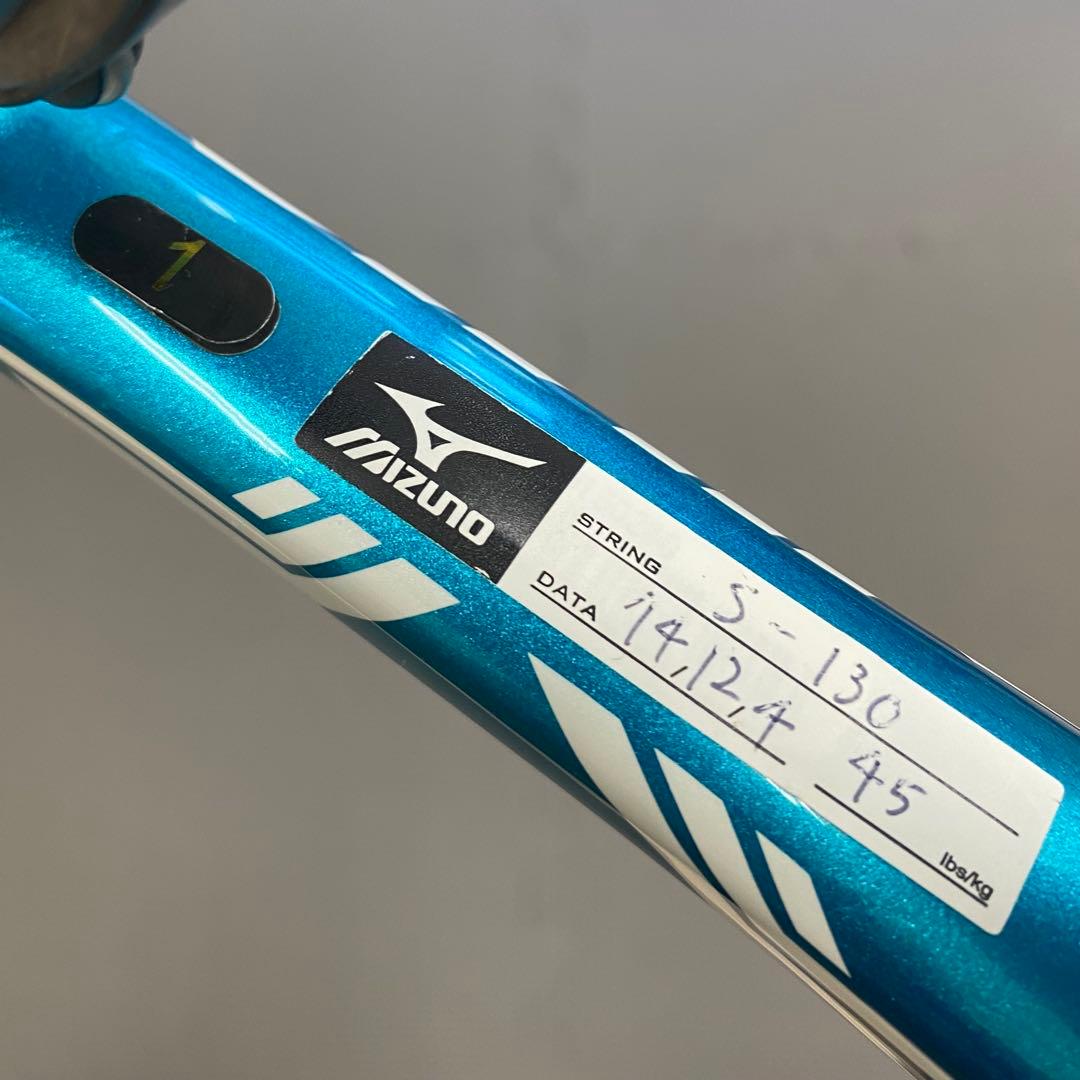 1
MIZUNO
STRING S-130
DATA 14,12,4 45 lbs/kg